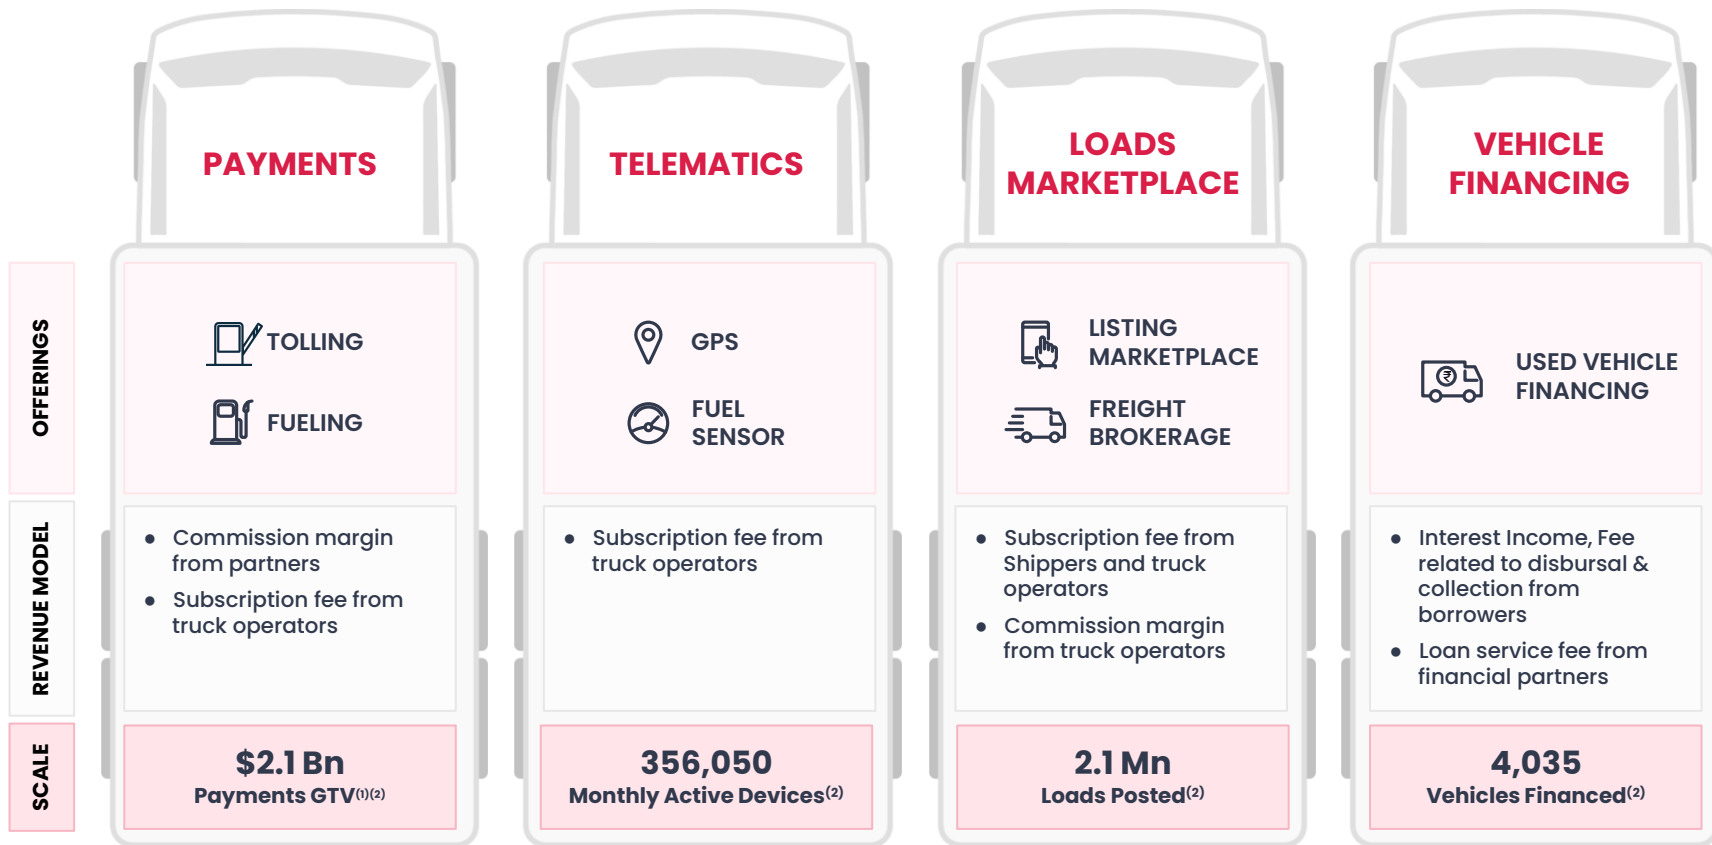 PAYMENTS
TELEMATICS
LOADS
MARKETPLACE
VEHICLE
FINANCING
OFFERINGS
TOLLING
FUELING
GPS
FUEL
SENSOR
LISTING
MARKETPLACE
FREIGHT
BROKERAGE
₹
USED VEHICLE
FINANCING
REVENUE MODEL
● Commission margin
from partners
● Subscription fee from
truck operators
● Subscription fee from
truck operators
● Subscription fee from
Shippers and truck
operators
● Commission margin
from truck operators
● Interest Income, Fee
related to disbursal &
collection from
borrowers
● Loan service fee from
financial partners
SCALE
$2.1 Bn
Payments GTV(1)(2)
356,050
Monthly Active Devices(2)
2.1 Mn
Loads Posted(2)
4,035
Vehicles Financed(2)